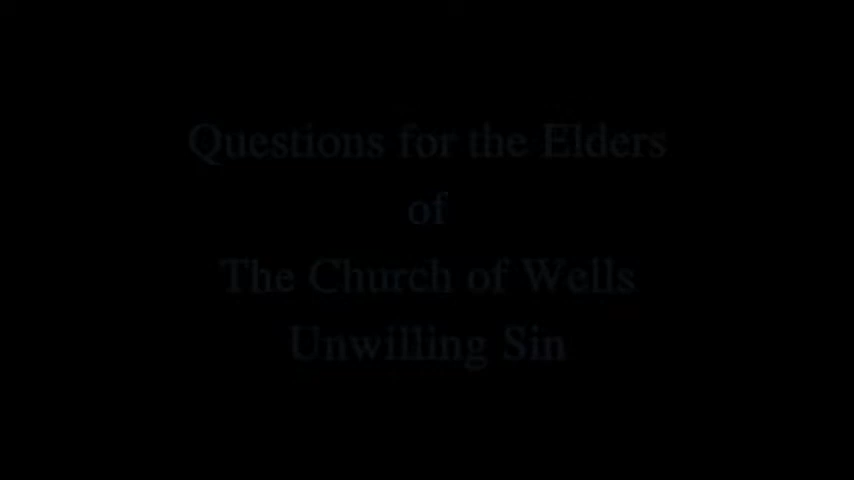 Questions for the Elders
of
The Church of Wells
Unwilling Sin